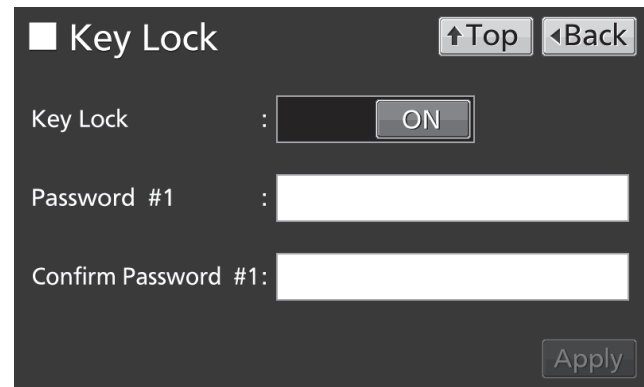 Key Lock
↑Top ◂Back
Key Lock : ON
Password #1 :
Confirm Password #1:
Apply